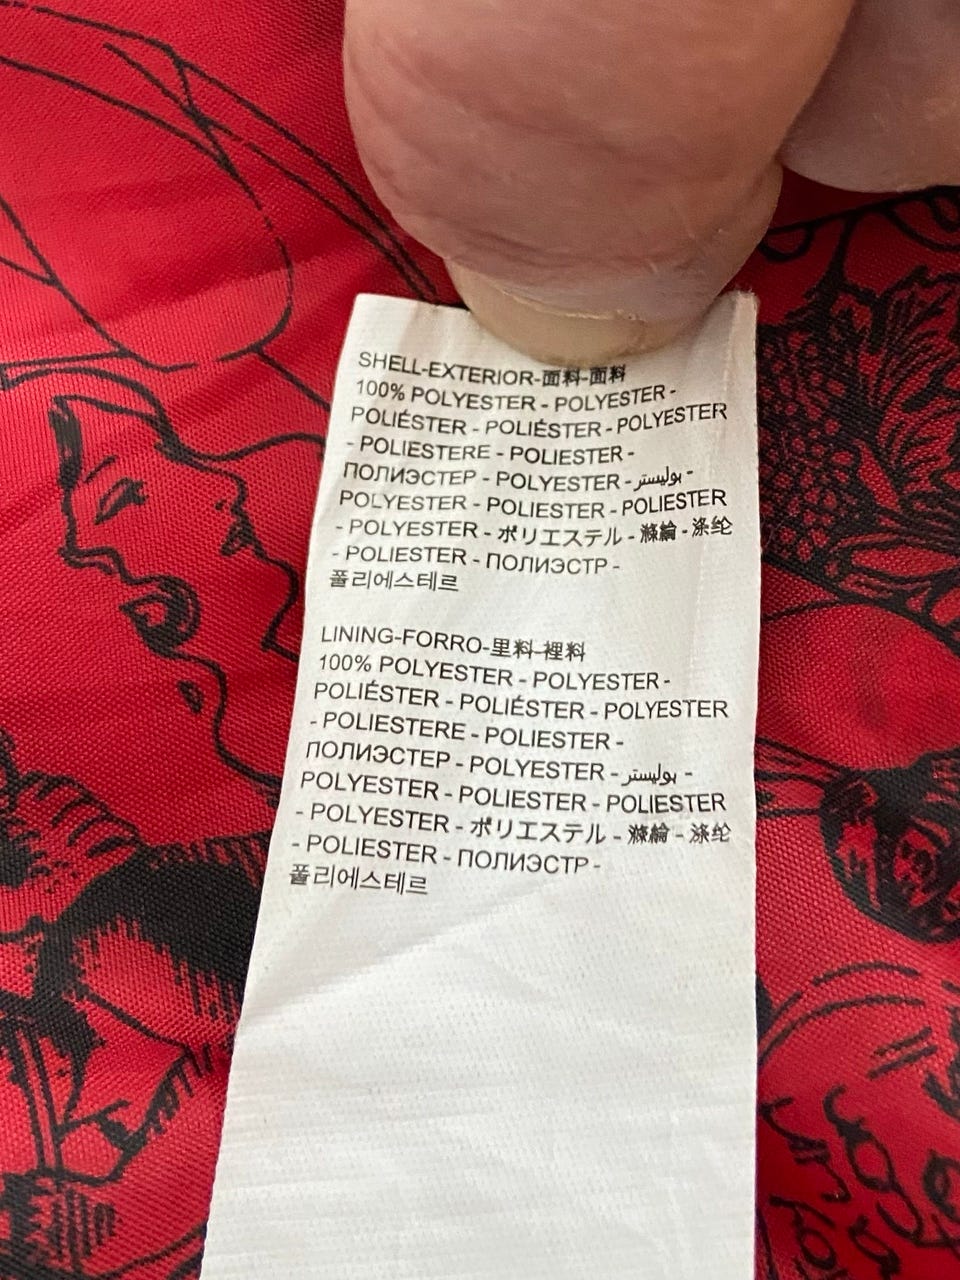 SHELL-EXTERIOR-面料-面料
100% POLYESTER - POLYESTER -
POLIÉSTER - POLIÉSTER - POLYESTER
- POLIESTERE - POLIESTER -
ПОЛИЭСТЕР - POLYESTER - بوليستر -
POLYESTER - POLIESTER - POLIESTER
- POLYESTER - ポリエステル - 滌綸 - 涤纶
- POLIESTER - ПОЛИЭСТР -
폴리에스테르
LINING-FORRO-里料-裡料
100% POLYESTER - POLYESTER -
POLIÉSTER - POLIÉSTER - POLYESTER
- POLIESTERE - POLIESTER -
ПОЛИЭСТЕР - POLYESTER - بوليستر -
POLYESTER - POLIESTER - POLIESTER
- POLYESTER - ポリエステル - 滌綸 - 涤纶
- POLIESTER - ПОЛИЭСТР -
폴리에스테르